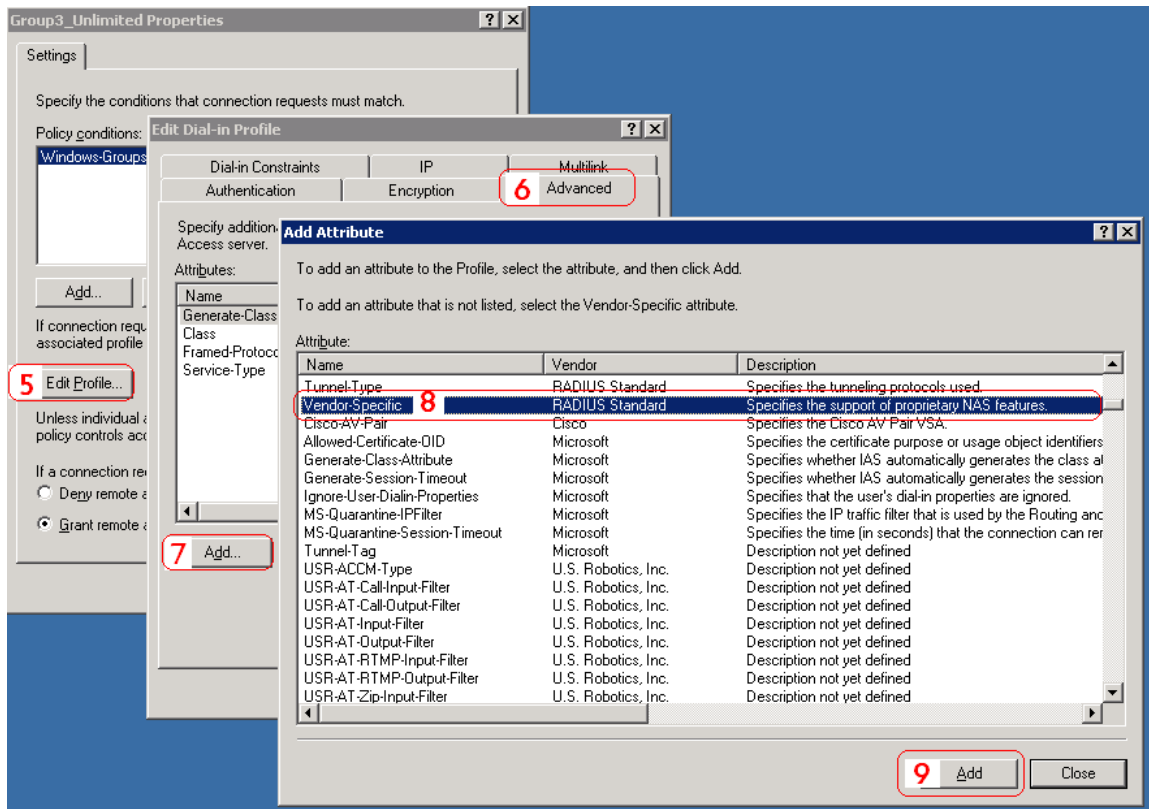 Group3_Unlimited Properties
Settings
Specify the conditions that connection requests must match.
Policy conditions:
Windows-Groups
Add...
If connection requ
associated profile
5 Edit Profile...
Unless individual a
policy controls acc
If a connection re
Deny remote a
Grant remote a
Edit Dial-in Profile
Dial-in Constraints IP Multilink
Authentication Encryption 6 Advanced
Specify addition
Access server.
Attributes:
Name
Generate-Class
Class
Framed-Protoco
Service-Type
7 Add...
Add Attribute
To add an attribute to the Profile, select the attribute, and then click Add.
To add an attribute that is not listed, select the Vendor-Specific attribute.
Attribute:
Name Vendor Description
Tunnel-Type RADIUS Standard Specifies the tunneling protocols used.
Vendor-Specific 8 RADIUS Standard Specifies the support of proprietary NAS features.
Cisco-AV-Pair Cisco Specifies the Cisco AV Pair VSA.
Allowed-Certificate-OID Microsoft Specifies the certificate purpose or usage object identifiers
Generate-Class-Attribute Microsoft Specifies whether IAS automatically generates the class at
Generate-Session-Timeout Microsoft Specifies whether IAS automatically generates the session
Ignore-User-Dialin-Properties Microsoft Specifies that the user's dial-in properties are ignored.
MS-Quarantine-IPFilter Microsoft Specifies the IP traffic filter that is used by the Routing and
MS-Quarantine-Session-Timeout Microsoft Specifies the time (in seconds) that the connection can rer
Tunnel-Tag Microsoft Description not yet defined
USR-ACCM-Type U.S. Robotics, Inc. Description not yet defined
USR-AT-Call-Input-Filter U.S. Robotics, Inc. Description not yet defined
USR-AT-Call-Output-Filter U.S. Robotics, Inc. Description not yet defined
USR-AT-Input-Filter U.S. Robotics, Inc. Description not yet defined
USR-AT-Output-Filter U.S. Robotics, Inc. Description not yet defined
USR-AT-RTMP-Input-Filter U.S. Robotics, Inc. Description not yet defined
USR-AT-RTMP-Output-Filter U.S. Robotics, Inc. Description not yet defined
USR-AT-Zip-Input-Filter U.S. Robotics, Inc. Description not yet defined
9 Add Close